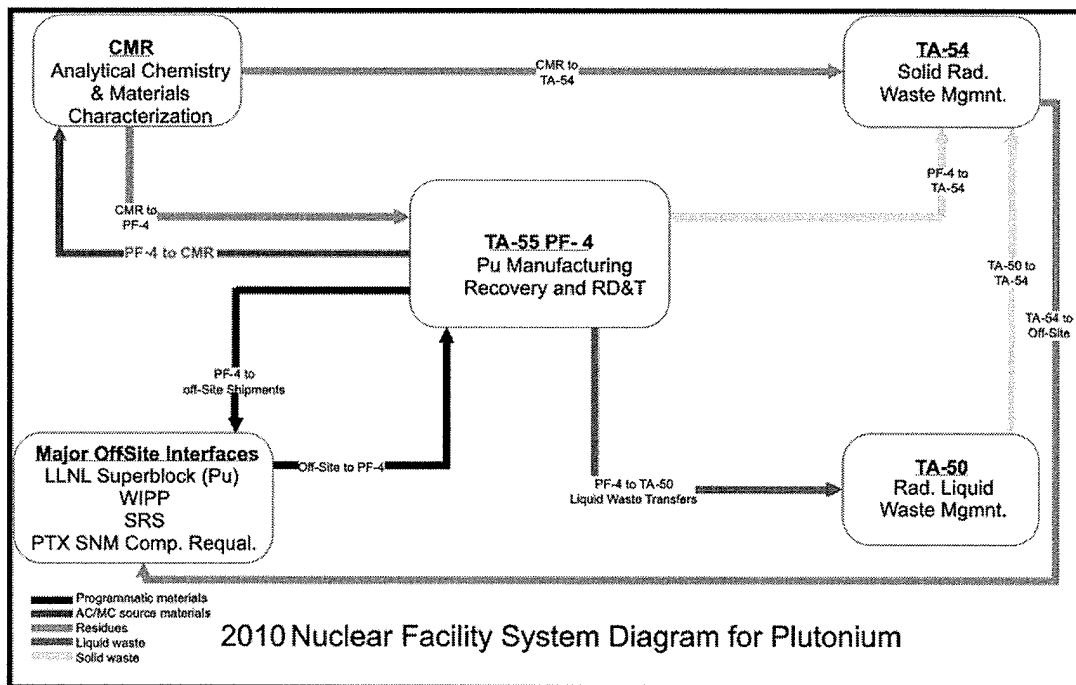 CMR
Analytical Chemistry
& Materials
Characterization
CMR to
TA-54
TA-54
Solid Rad.
Waste Mgmnt.
CMR to
PF-4
PF-4 to CMR
TA-55 PF- 4
Pu Manufacturing
Recovery and RD&T
PF-4 to
TA-54
TA-50 to
TA-54
TA-54 to
Off-Site
PF-4 to
off-Site Shipments
Major OffSite Interfaces
LLNL Superblock (Pu)
WIPP
SRS
PTX SNM Comp. Requal.
Off-Site to PF-4
PF-4 to TA-50
Liquid Waste Transfers
TA-50
Rad. Liquid
Waste Mgmnt.
Programmatic materials
AC/MC source materials
Residues
Liquid waste
Solid waste
2010 Nuclear Facility System Diagram for Plutonium